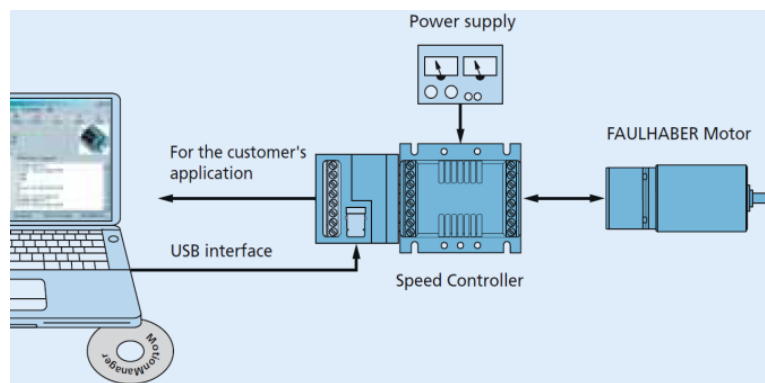 Power supply
FAULHABER Motor
For the customer's
application
USB interface
Speed Controller
MotionManager